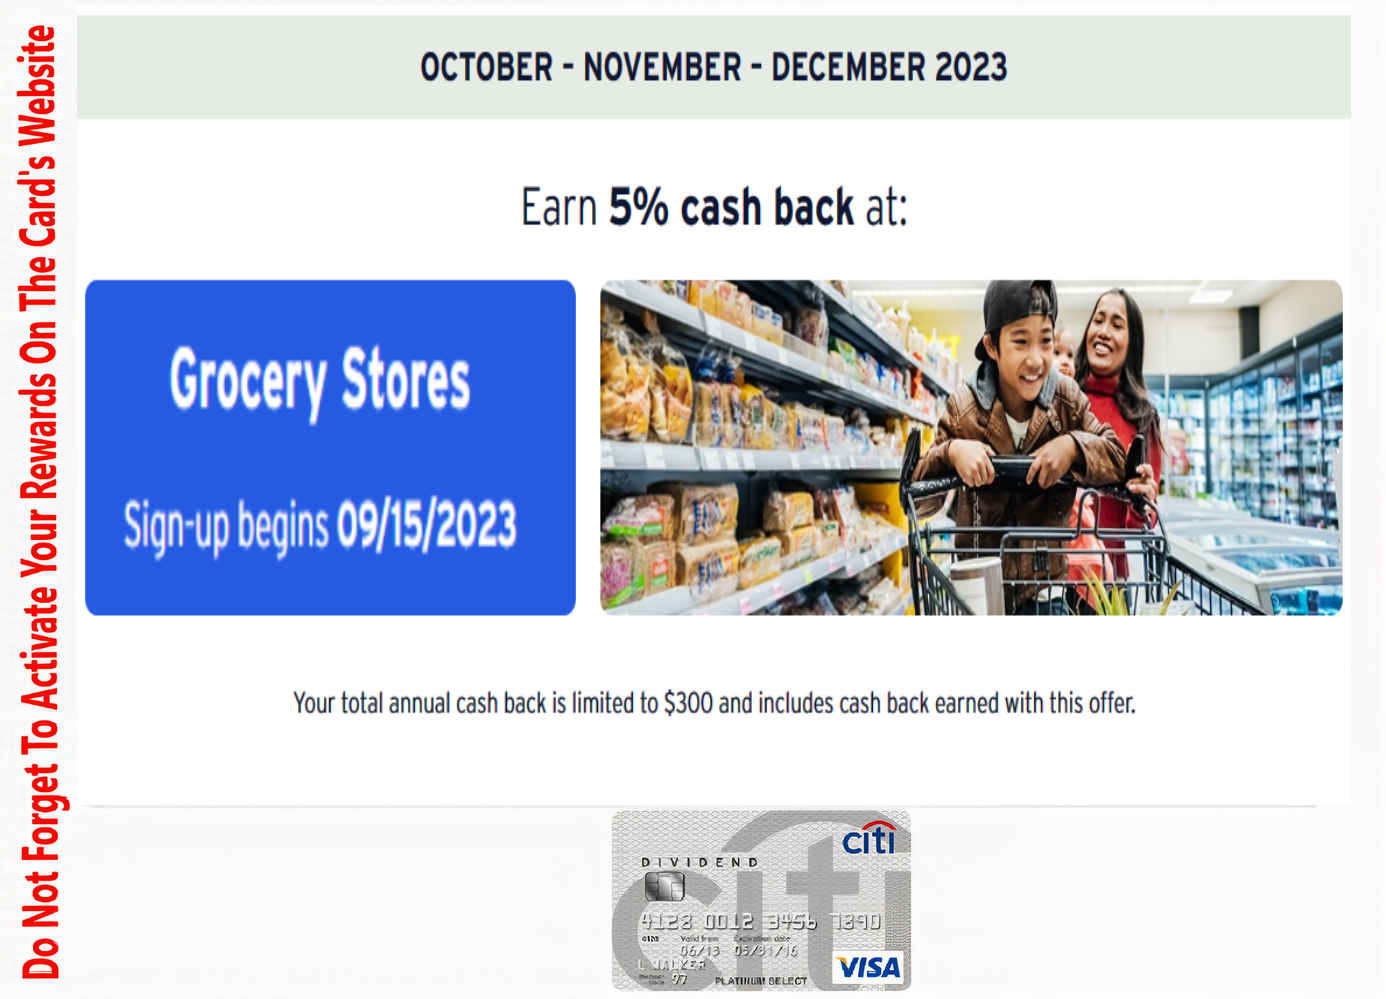 Do Not Forget To Activate Your Rewards On The Card's Website
OCTOBER - NOVEMBER - DECEMBER 2023
Earn 5% cash back at:
Grocery Stores
Sign-up begins 09/15/2023
Your total annual cash back is limited to $300 and includes cash back earned with this offer.
citi
DIVIDEND
4128 0012 3456 7890
4128 Valid from Expiration date
06/13 05/31/16
L WALKER
97 PLATINUM SELECT
VISA